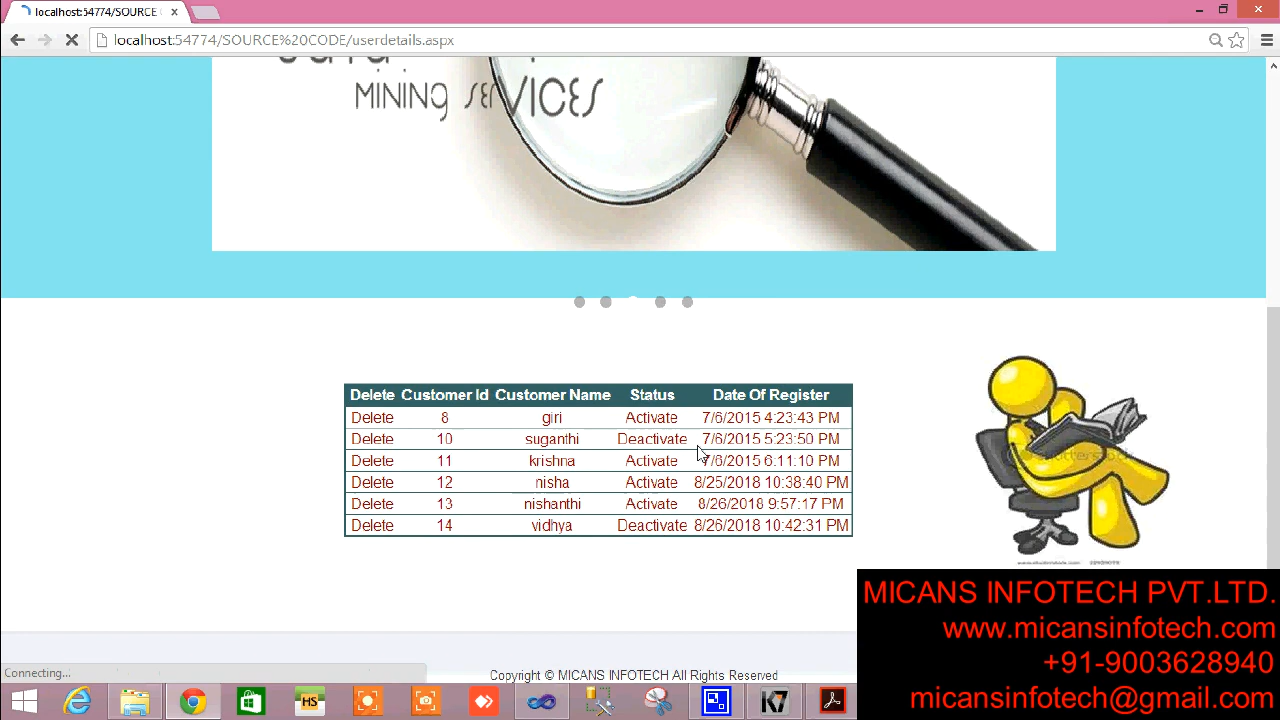 localhost:54774/SOURCE
localhost:54774/SOURCE%20CODE/userdetails.aspx
MINING SERVICES
Delete Customer Id Customer Name Status Date Of Register
Delete 8 giri Activate 7/6/2015 4:23:43 PM
Delete 10 suganthi Deactivate 7/6/2015 5:23:50 PM
Delete 11 krishna Activate 7/6/2015 6:11:10 PM
Delete 12 nisha Activate 8/25/2018 10:38:40 PM
Delete 13 nishanthi Activate 8/26/2018 9:57:17 PM
Delete 14 vidhya Deactivate 8/26/2018 10:42:31 PM
MICANS INFOTECH PVT.LTD.
www.micansinfotech.com
+91-9003628940
micansinfotech@gmail.com
Connecting...
Copyright © MICANS INFOTECH All Rights Reserved
HS